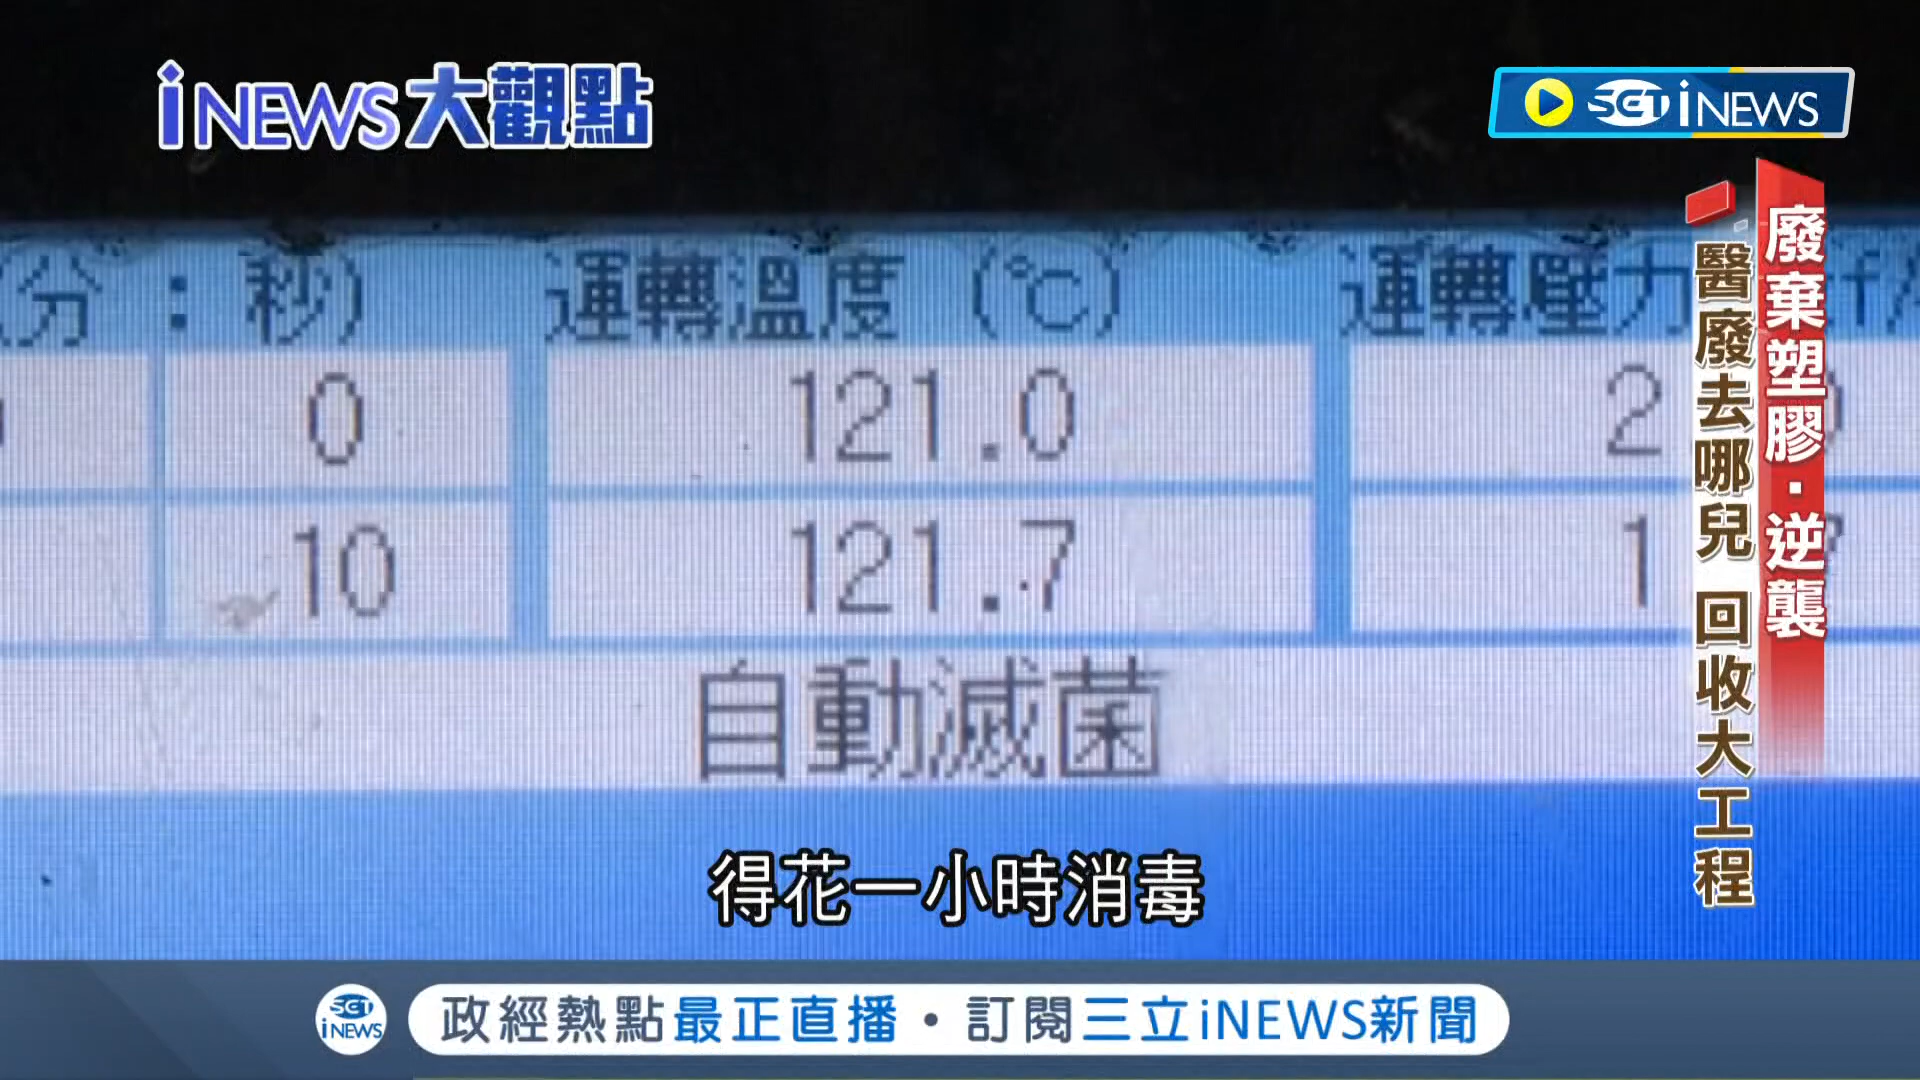 iNEWS大觀點
SET iNEWS
廢棄塑膠·逆襲
醫廢去哪兒 回收大工程
分：秒) 運轉溫度 (℃) 運轉壓力
0 121.0 2
10 121.7 1
自動滅菌
得花一小時消毒
SET iNEWS 政經熱點最正直播·訂閱三立iNEWS新聞